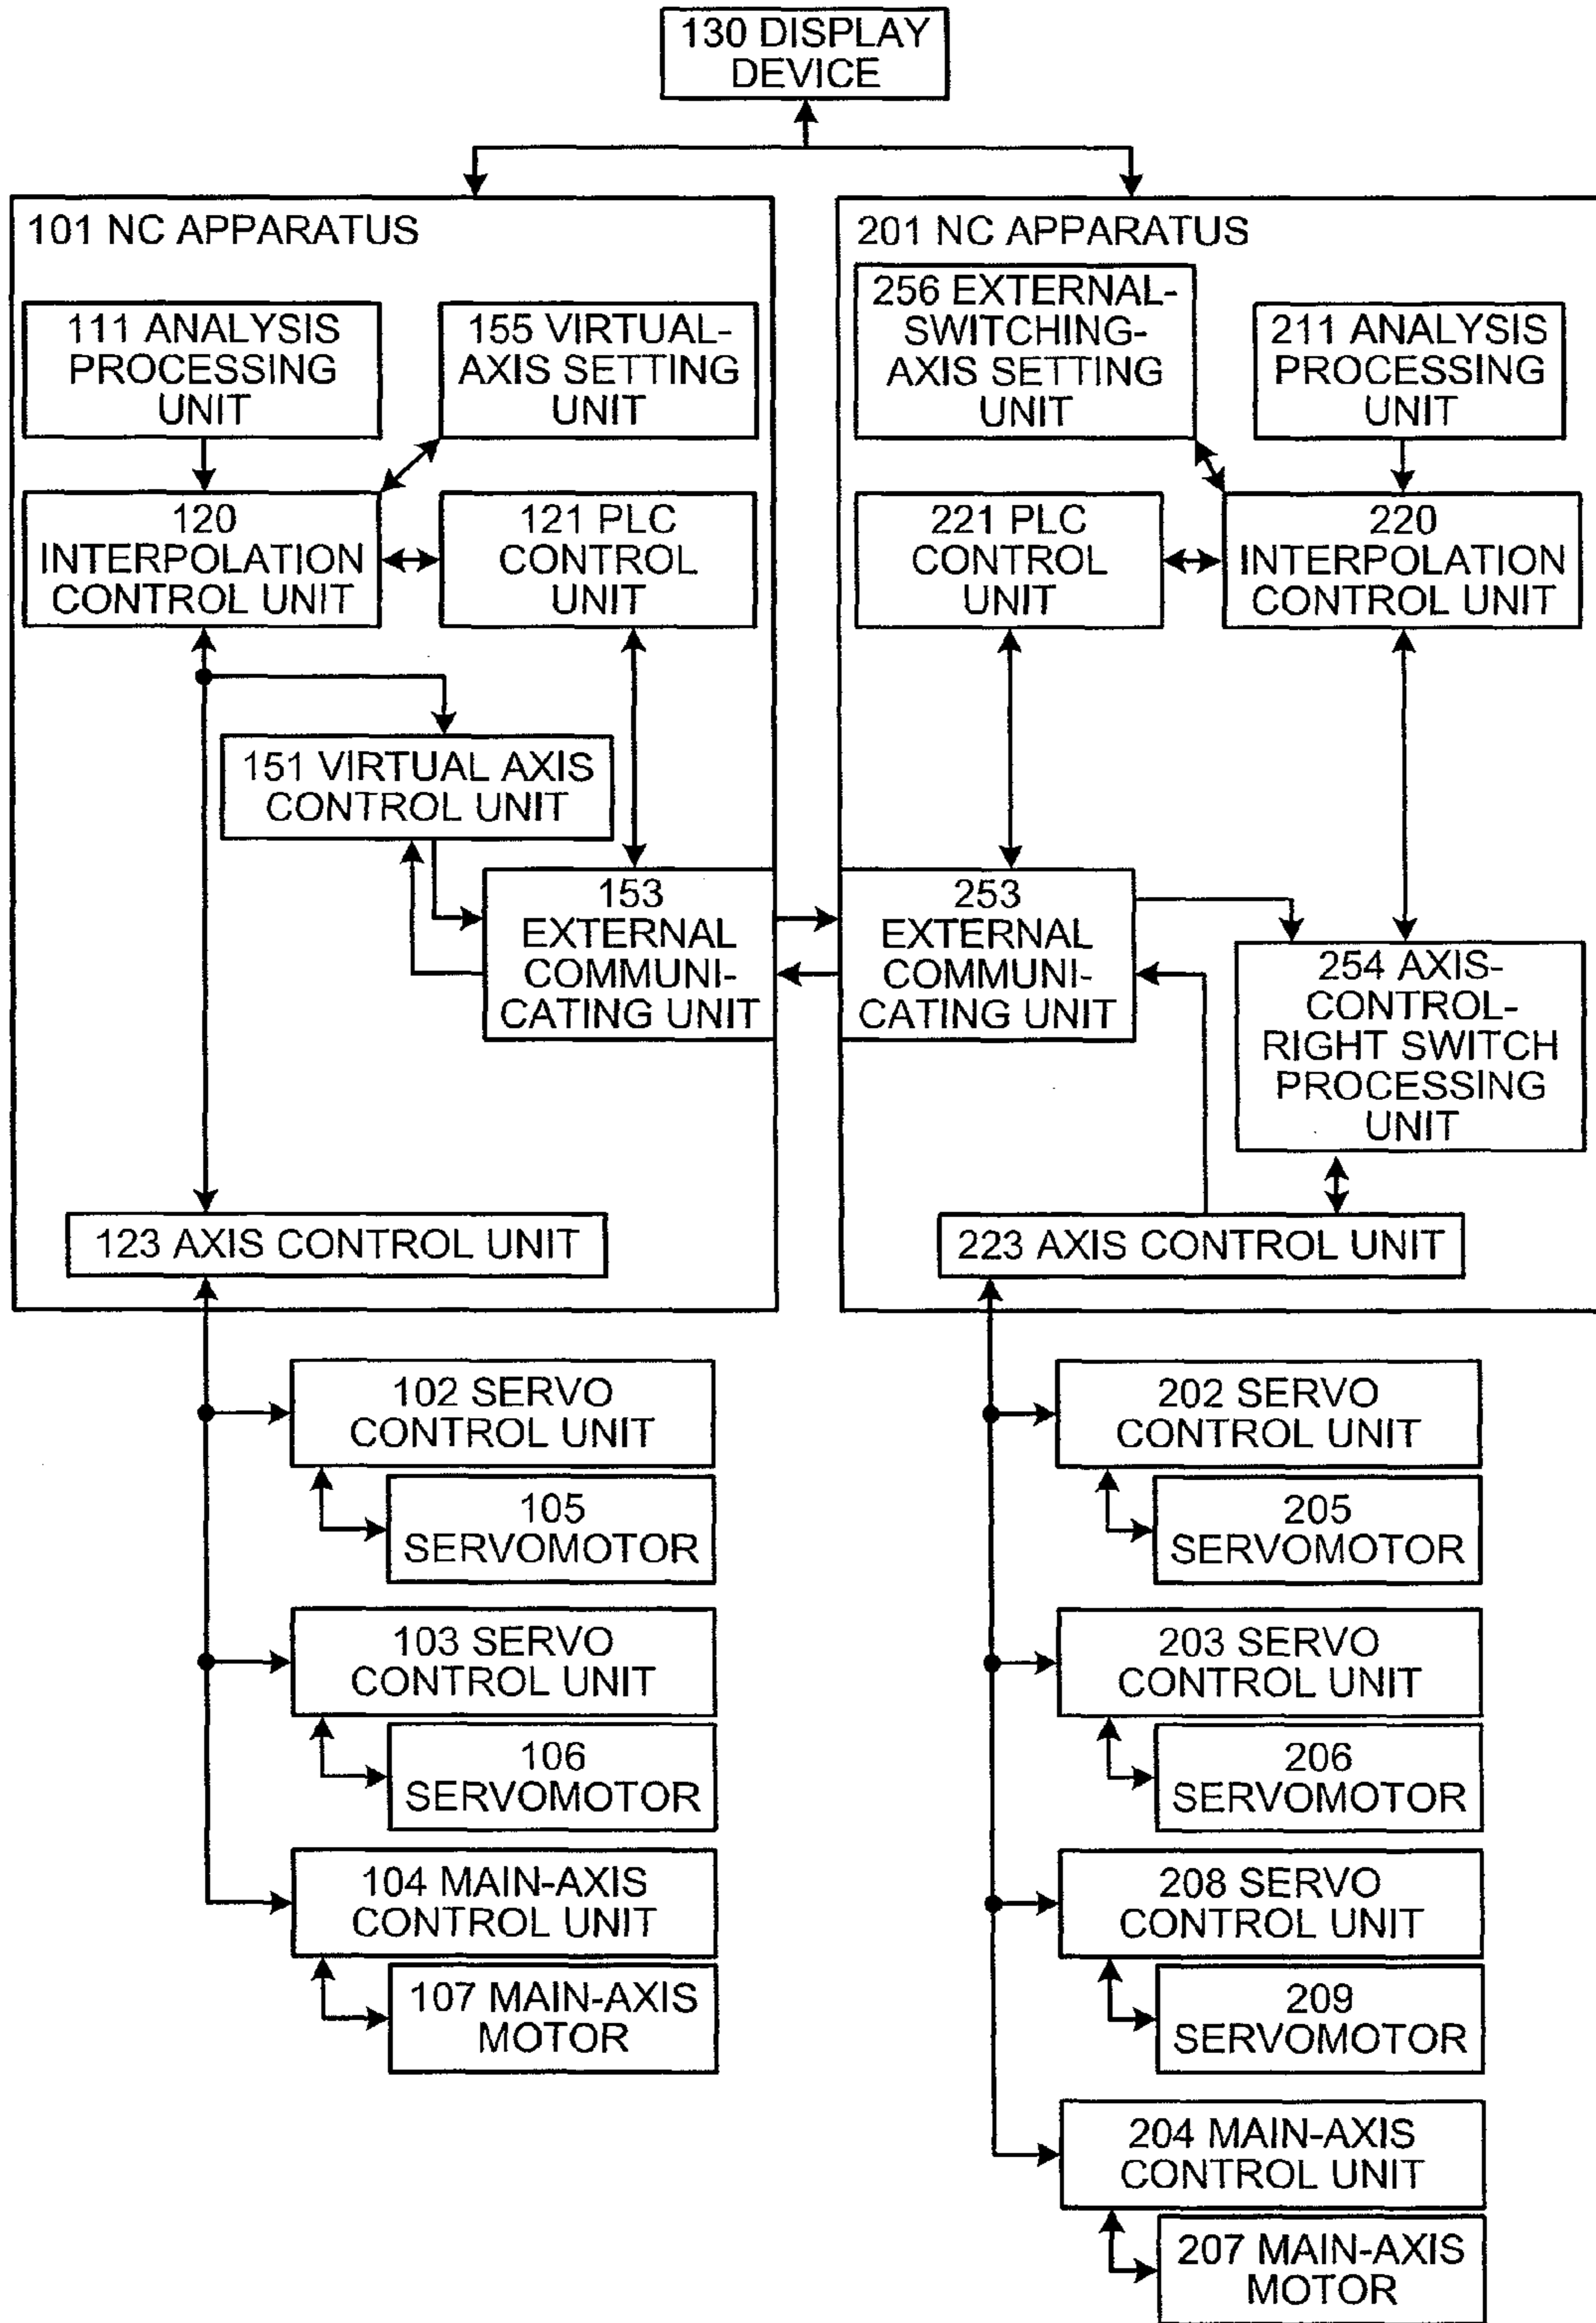 130 DISPLAY
DEVICE
101 NC APPARATUS
111 ANALYSIS
PROCESSING
UNIT
155 VIRTUAL-
AXIS SETTING
UNIT
120
INTERPOLATION
CONTROL UNIT
121 PLC
CONTROL
UNIT
151 VIRTUAL AXIS
CONTROL UNIT
153
EXTERNAL
COMMUNI-
CATING UNIT
123 AXIS CONTROL UNIT
102 SERVO
CONTROL UNIT
105
SERVOMOTOR
103 SERVO
CONTROL UNIT
106
SERVOMOTOR
104 MAIN-AXIS
CONTROL UNIT
107 MAIN-AXIS
MOTOR
201 NC APPARATUS
256 EXTERNAL-
SWITCHING-
AXIS SETTING
UNIT
211 ANALYSIS
PROCESSING
UNIT
221 PLC
CONTROL
UNIT
220
INTERPOLATION
CONTROL UNIT
253
EXTERNAL
COMMUNI-
CATING UNIT
254 AXIS-
CONTROL-
RIGHT SWITCH
PROCESSING
UNIT
223 AXIS CONTROL UNIT
202 SERVO
CONTROL UNIT
205
SERVOMOTOR
203 SERVO
CONTROL UNIT
206
SERVOMOTOR
208 SERVO
CONTROL UNIT
209
SERVOMOTOR
204 MAIN-AXIS
CONTROL UNIT
207 MAIN-AXIS
MOTOR